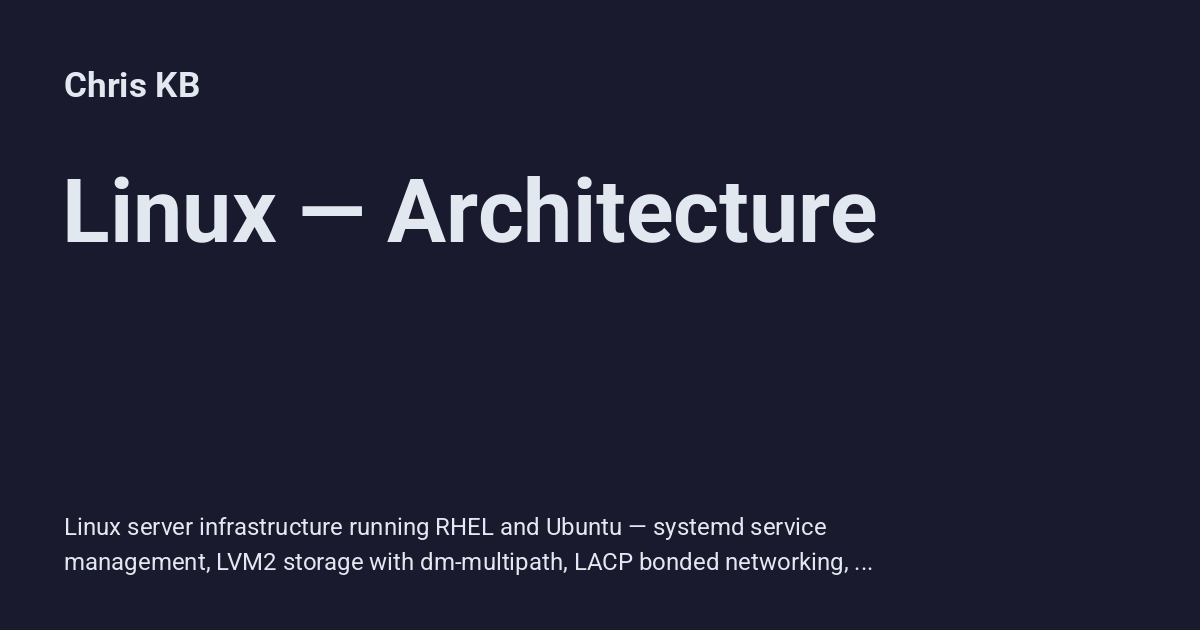 Chris KB
Linux — Architecture
Linux server infrastructure running RHEL and Ubuntu — systemd service
management, LVM2 storage with dm-multipath, LACP bonded networking, ...